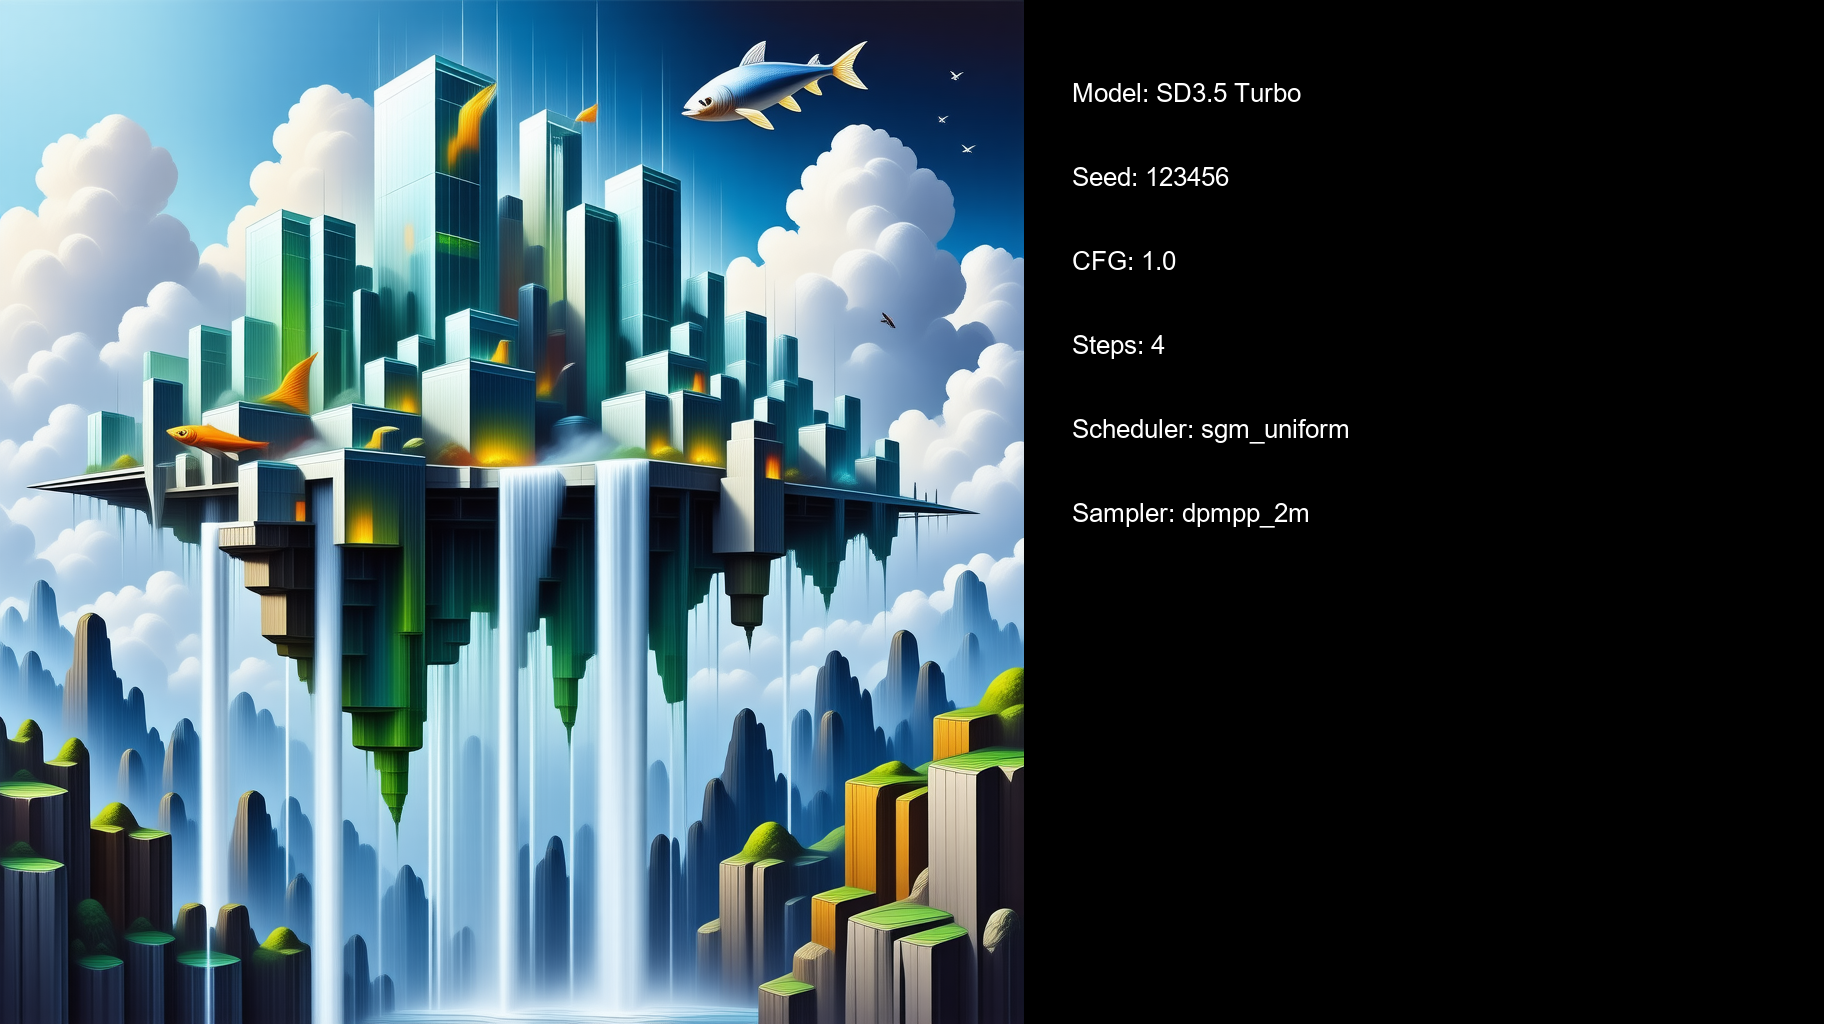 Model: SD3.5 Turbo
Seed: 123456
CFG: 1.0
Steps: 4
Scheduler: sgm_uniform
Sampler: dpmpp_2m